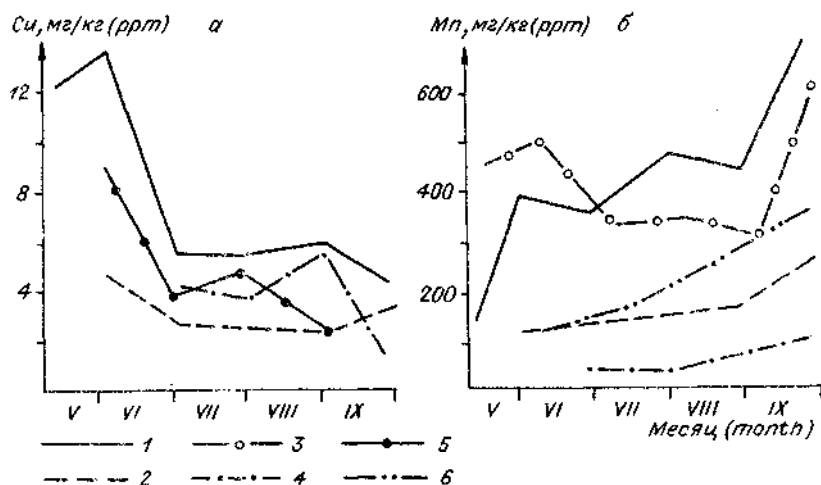 Cu, мг/кг (ppm) а
12
8
4
V VI VII VIII IX
Mn, мг/кг (ppm) б
600
400
200
V VI VII VIII IX
Месяц (month)
1 3 5
2 4 6